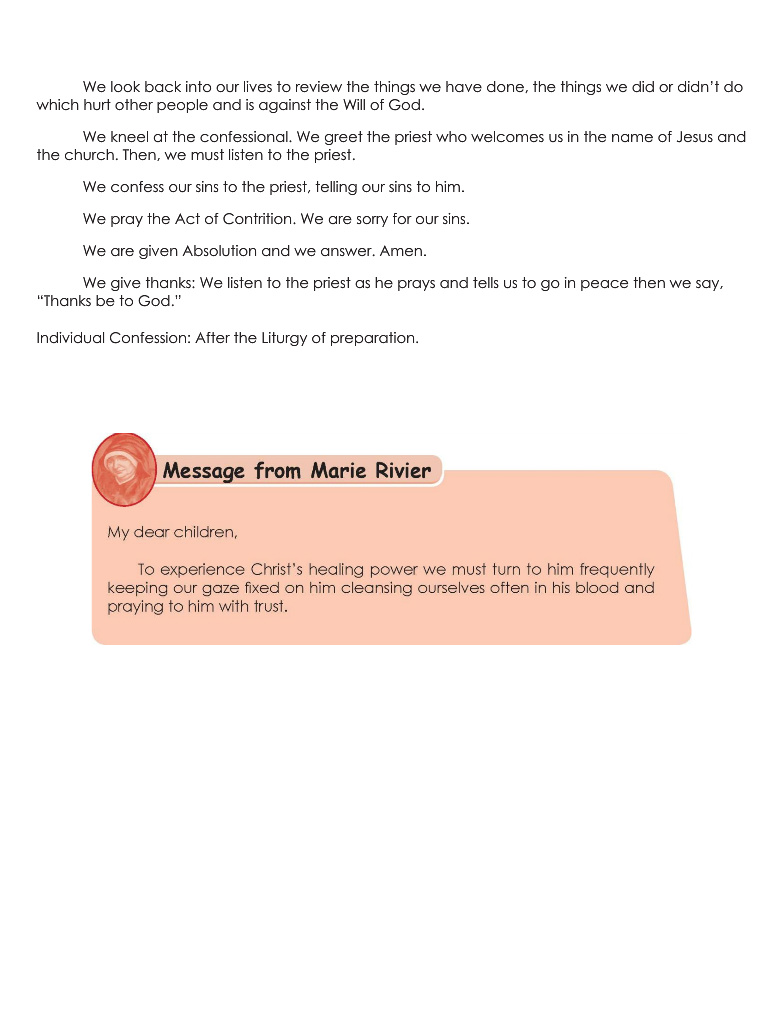 We look back into our lives to review the things we have done, the things we did or didn’t do
which hurt other people and is against the Will of God.
We kneel at the confessional. We greet the priest who welcomes us in the name of Jesus and
the church. Then, we must listen to the priest.
We confess our sins to the priest, telling our sins to him.
We pray the Act of Contrition. We are sorry for our sins.
We are given Absolution and we answer. Amen.
We give thanks: We listen to the priest as he prays and tells us to go in peace then we say,
“Thanks be to God.”
Individual Confession: After the Liturgy of preparation.
Message from Marie Rivier
My dear children,
To experience Christ’s healing power we must turn to him frequently
keeping our gaze fixed on him cleansing ourselves often in his blood and
praying to him with trust.